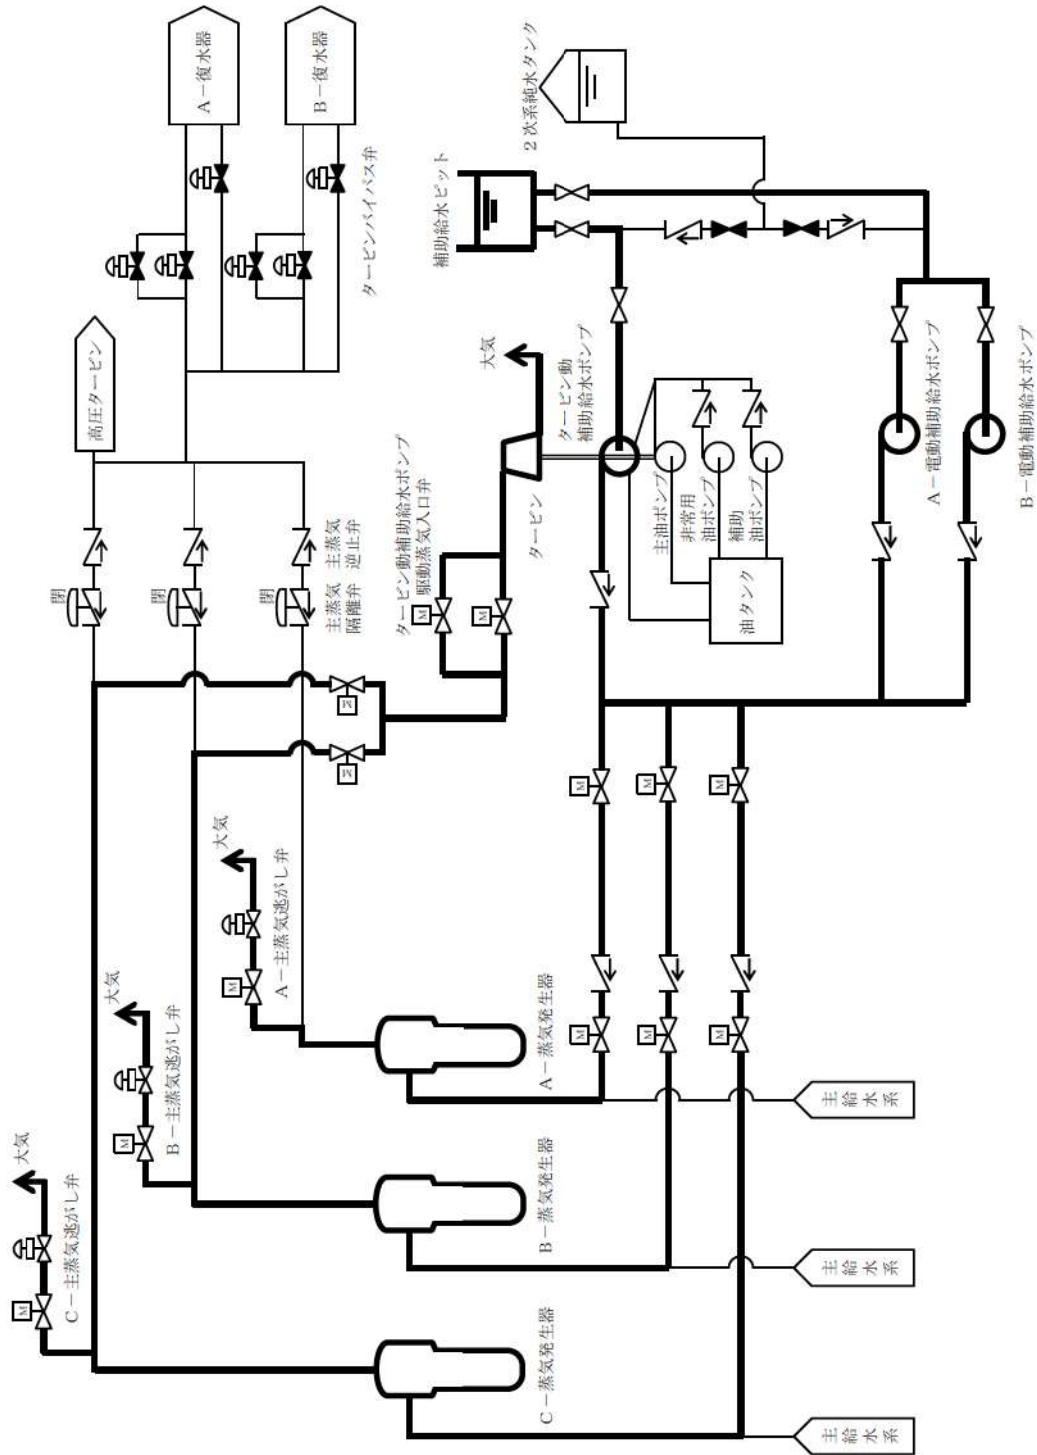 A－復水器
B－復水器
タービンバイパス弁
高圧タービン
2次系純水タンク
補助給水ピット
大気
タービン動
補助給水ポンプ
タービン
タービン動補助給水ポンプ
駆動蒸気入口弁
主蒸気
逆止弁
主蒸気
隔離弁
閉
閉
閉
主油ポンプ
非常用
油ポンプ
補助
油ポンプ
油タンク
A－電動補助給水ポンプ
B－電動補助給水ポンプ
M
M
M
M
大気
A－主蒸気逃がし弁
M
大気
B－主蒸気逃がし弁
M
大気
C－主蒸気逃がし弁
M
M
M
M
M
M
M
A－蒸気発生器
B－蒸気発生器
C－蒸気発生器
主給水系
主給水系
主給水系